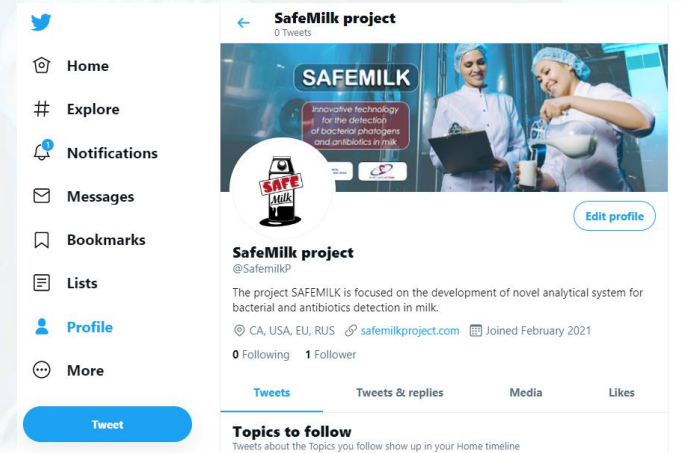 SafeMilk project
0 Tweets
Home
Explore
1
Notifications
Messages
Bookmarks
Lists
Profile
More
Tweet
SAFEMILK
Innovative technology
for the detection
of bacterial phatogens
and antibiotics in milk
SAFE
Milk
Edit profile
SafeMilk project
@SafemilkP
The project SAFEMILK is focused on the development of novel analytical system for
bacterial and antibiotics detection in milk.
CA, USA, EU, RUS safemilkproject.com Joined February 2021
0 Following 1 Follower
Tweets Tweets & replies Media Likes
Topics to follow
Tweets about the Topics you follow show up in your Home timeline